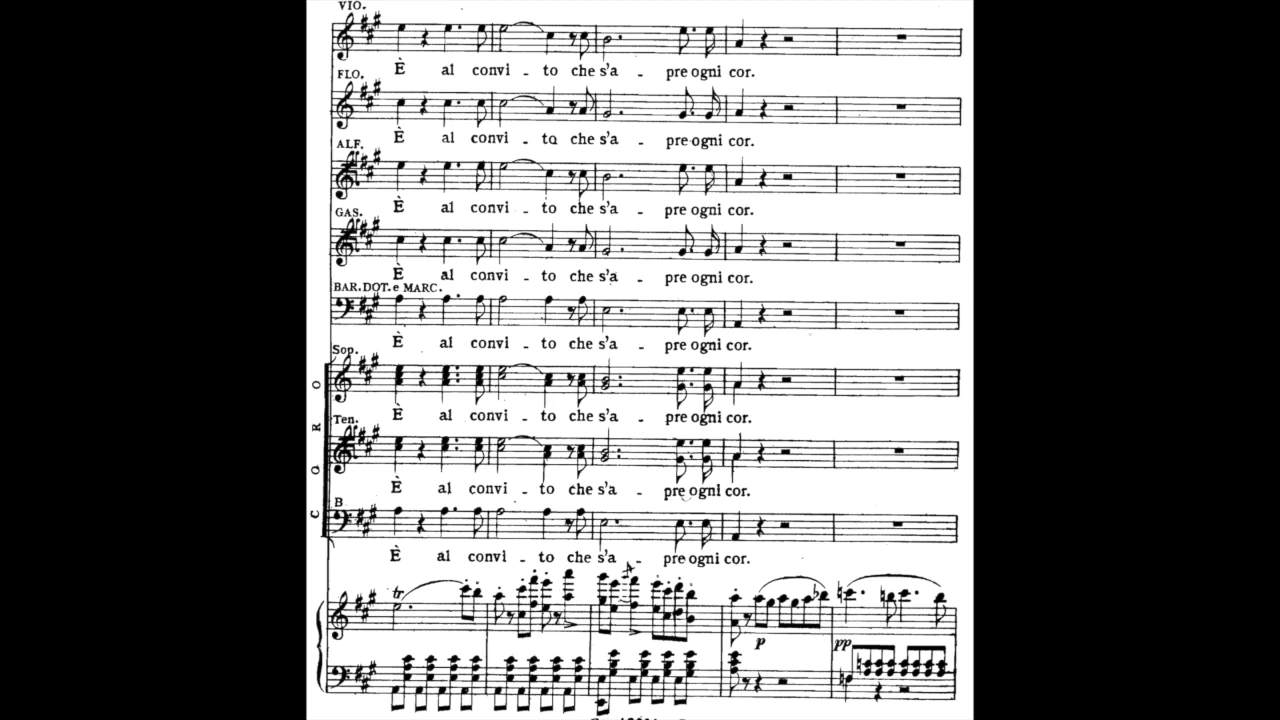 VIO.
È al convi - to che s'a - pre ogni cor.
FLO.
È al convi - to che s'a - pre ogni cor.
ALF.
È al convi - to che s'a - pre ogni cor.
GAS.
È al convi - to che s'a - pre ogni cor.
BAR. DOT. e MARC.
È al convi - to che s'a - pre ogni cor.
CORO
Sop.
È al convi - to che s'a - pre ogni cor.
Ten.
È al convi - to che s'a - pre ogni cor.
B
È al convi - to che s'a - pre ogni cor.
tr
p
pp